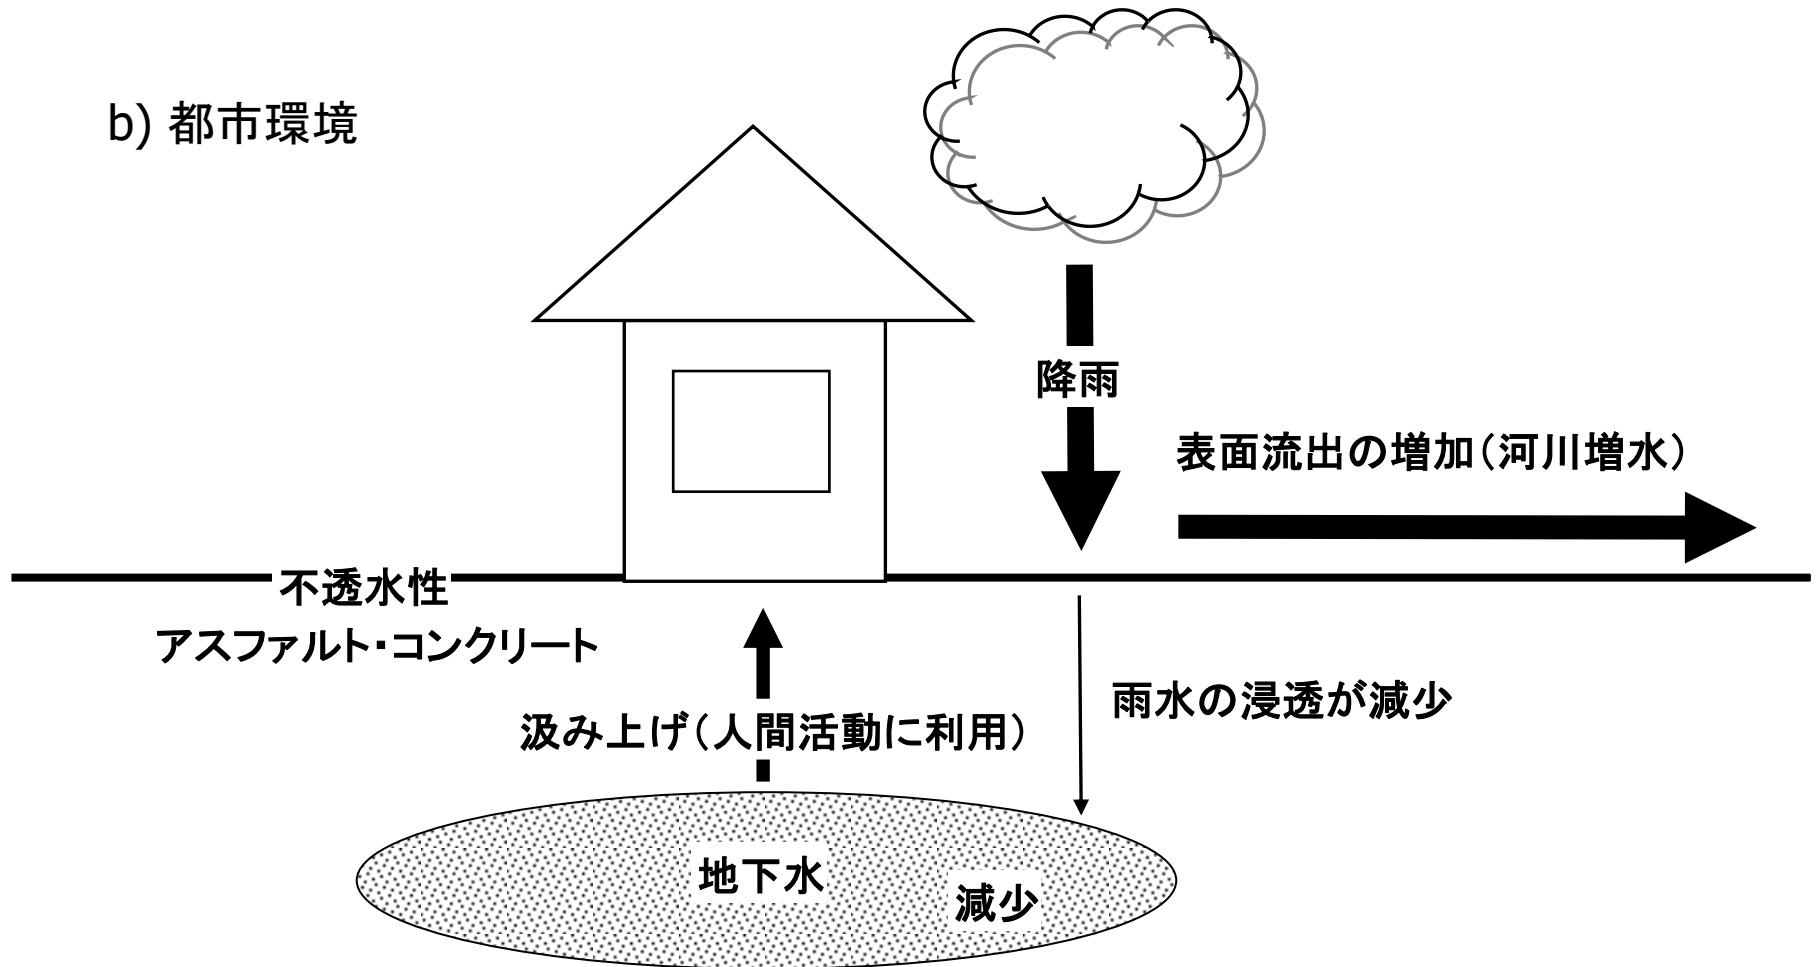 b) 都市環境
降雨
表面流出の増加（河川増水）
不透水性
アスファルト・コンクリート
雨水の浸透が減少
汲み上げ（人間活動に利用）
地下水
減少